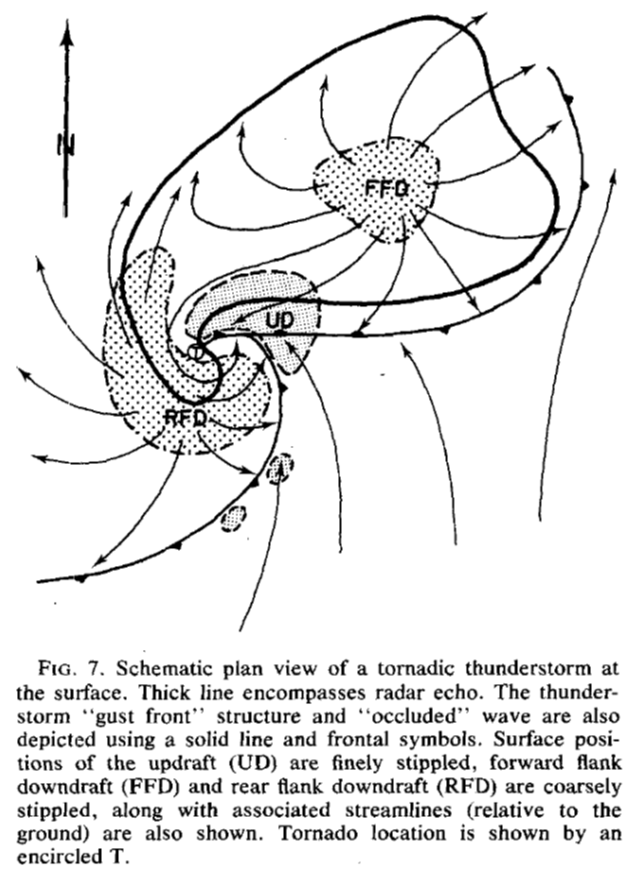 N
FFD
UD
T
RFD
FIG. 7. Schematic plan view of a tornadic thunderstorm at
the surface. Thick line encompasses radar echo. The thunder-
storm "gust front" structure and "occluded" wave are also
depicted using a solid line and frontal symbols. Surface posi-
tions of the updraft (UD) are finely stippled, forward flank
downdraft (FFD) and rear flank downdraft (RFD) are coarsely
stippled, along with associated streamlines (relative to the
ground) are also shown. Tornado location is shown by an
encircled T.